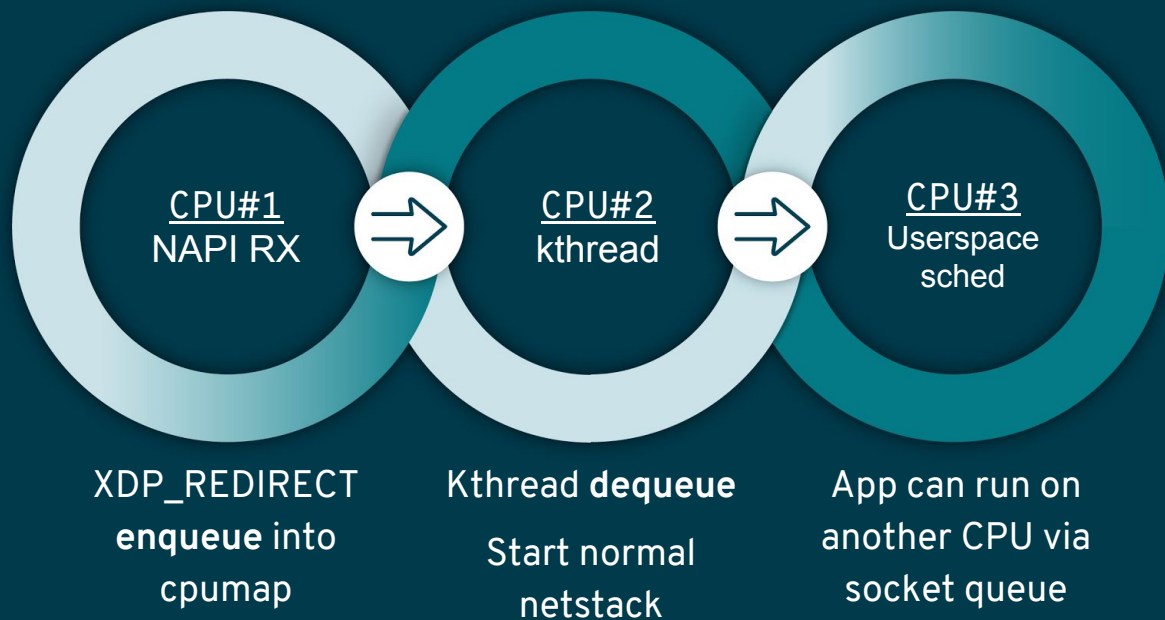 CPU#1
NAPI RX
CPU#2
kthread
CPU#3
Userspace
sched
XDP_REDIRECT
enqueue into
cpumap
Kthread dequeue
Start normal
netstack
App can run on
another CPU via
socket queue